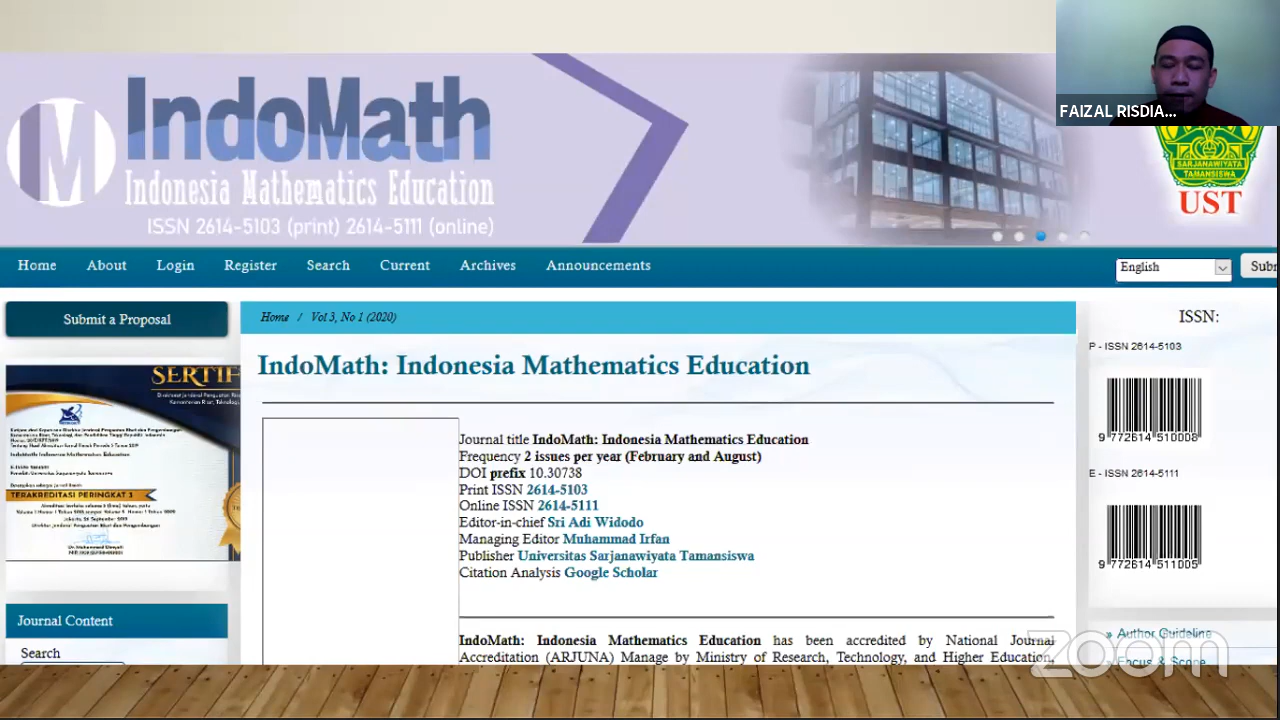 FAIZAL RISDIA...
IndoMath
Indonesia Mathematics Education
ISSN 2614-5103 (print) 2614-5111 (online)
SARJANAWIYATA
TAMANSISWA
UST
Home About Login Register Search Current Archives Announcements
English
Subm
Submit a Proposal
Home / Vol 3, No 1 (2020)
ISSN:
P - ISSN 2614-5103
9 772614 510008
E - ISSN 2614-5111
9 772614 511005
SERTIF
IndoMath: Indonesia Mathematics Education
TERAKREDITASI PERINGKAT 3
IndoMath: Indonesia Mathematics Education
Journal title IndoMath: Indonesia Mathematics Education
Frequency 2 issues per year (February and August)
DOI prefix 10.30738
Print ISSN 2614-5103
Online ISSN 2614-5111
Editor-in-chief Sri Adi Widodo
Managing Editor Muhammad Irfan
Publisher Universitas Sarjanawiyata Tamansiswa
Citation Analysis Google Scholar
IndoMath: Indonesia Mathematics Education has been accredited by National Journal
Accreditation (ARJUNA) Manage by Ministry of Research, Technology, and Higher Education,
Journal Content
Search
» Author Guideline
» Focus & Scope
zoom